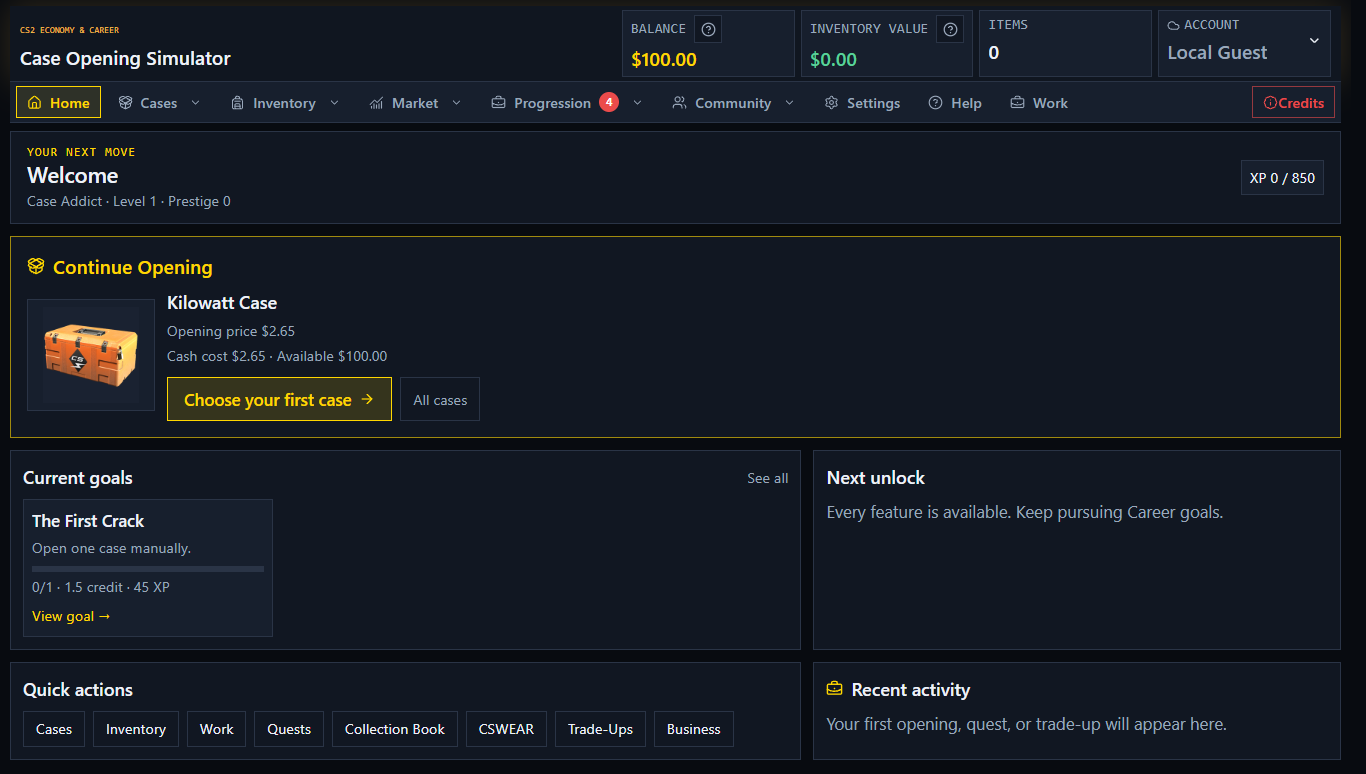 CS2 ECONOMY & CAREER
Case Opening Simulator
BALANCE
$100.00
INVENTORY VALUE
$0.00
ITEMS
0
ACCOUNT
Local Guest
Home
Cases
Inventory
Market
Progression 4
Community
Settings
Help
Work
Credits
YOUR NEXT MOVE
Welcome
Case Addict · Level 1 · Prestige 0
XP 0 / 850
Continue Opening
CS
Kilowatt Case
Opening price $2.65
Cash cost $2.65 · Available $100.00
Choose your first case →
All cases
Current goals
See all
The First Crack
Open one case manually.
0/1 · 1.5 credit · 45 XP
View goal →
Next unlock
Every feature is available. Keep pursuing Career goals.
Quick actions
Cases
Inventory
Work
Quests
Collection Book
CSWEAR
Trade-Ups
Business
Recent activity
Your first opening, quest, or trade-up will appear here.